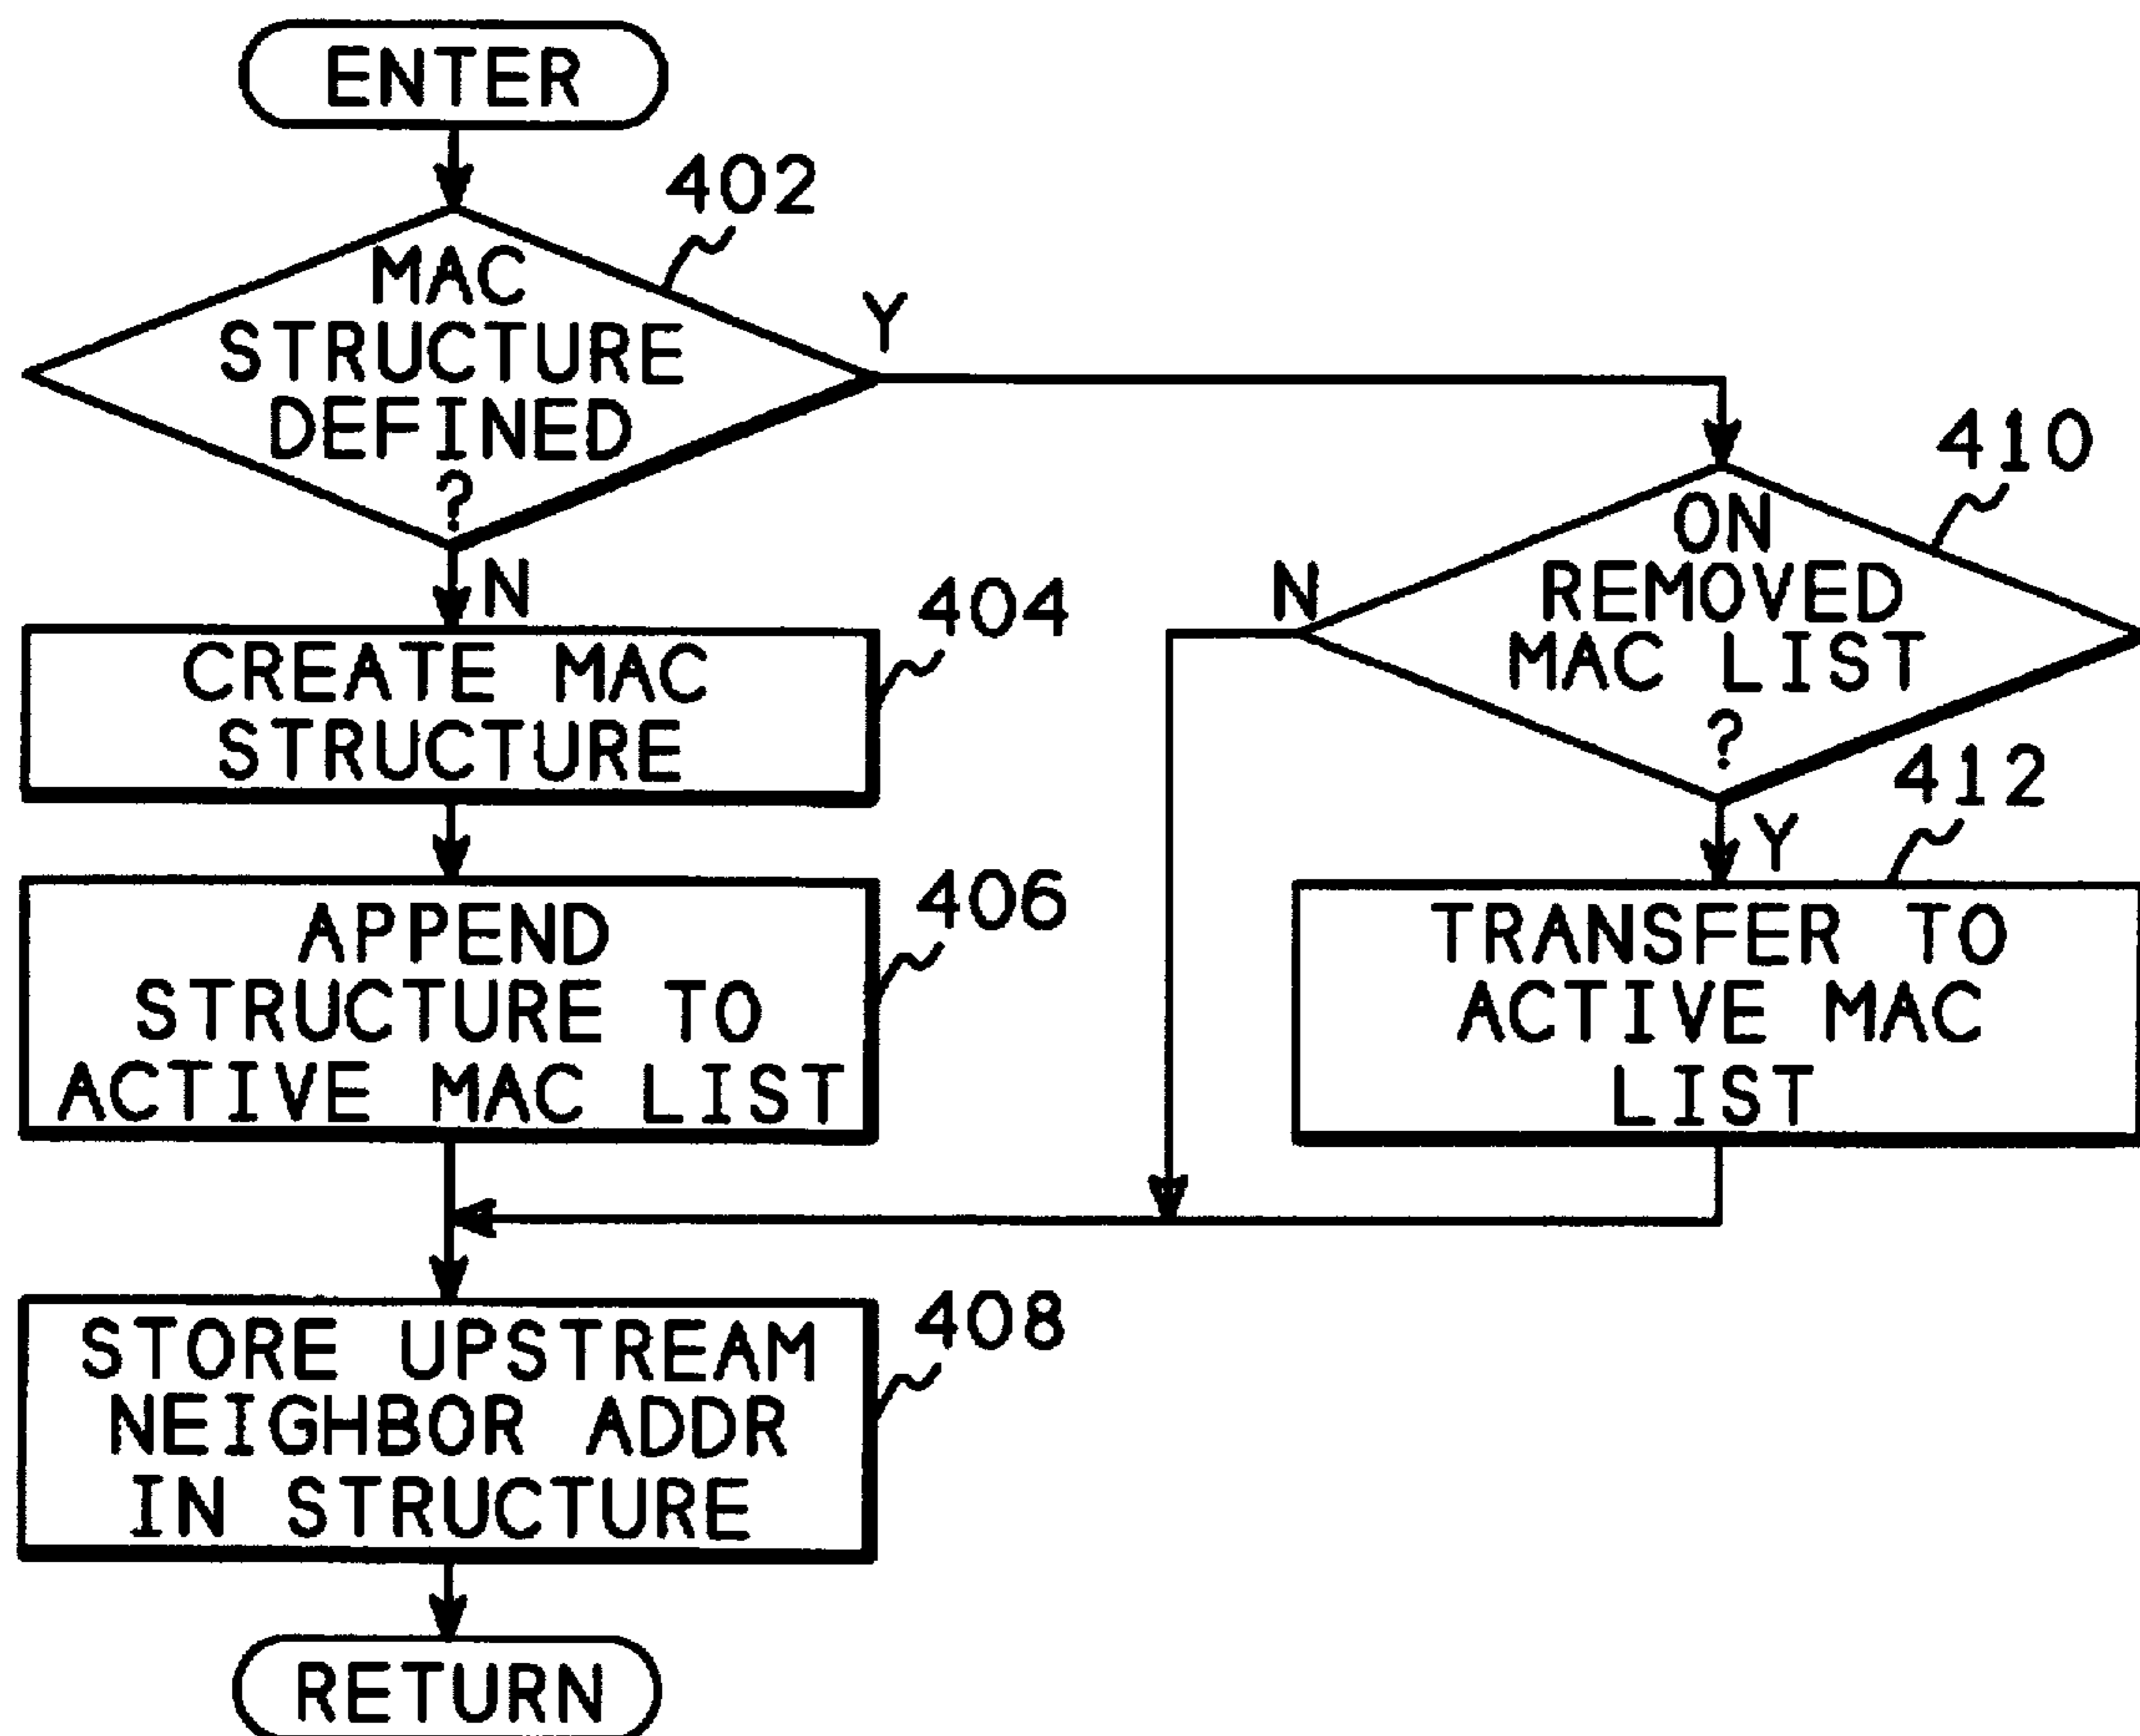 ENTER
402
MAC
STRUCTURE
DEFINED
?
Y
N
404
CREATE MAC
STRUCTURE
406
APPEND
STRUCTURE TO
ACTIVE MAC LIST
410
ON
REMOVED
MAC LIST
?
N
Y
412
TRANSFER TO
ACTIVE MAC
LIST
408
STORE UPSTREAM
NEIGHBOR ADDR
IN STRUCTURE
RETURN